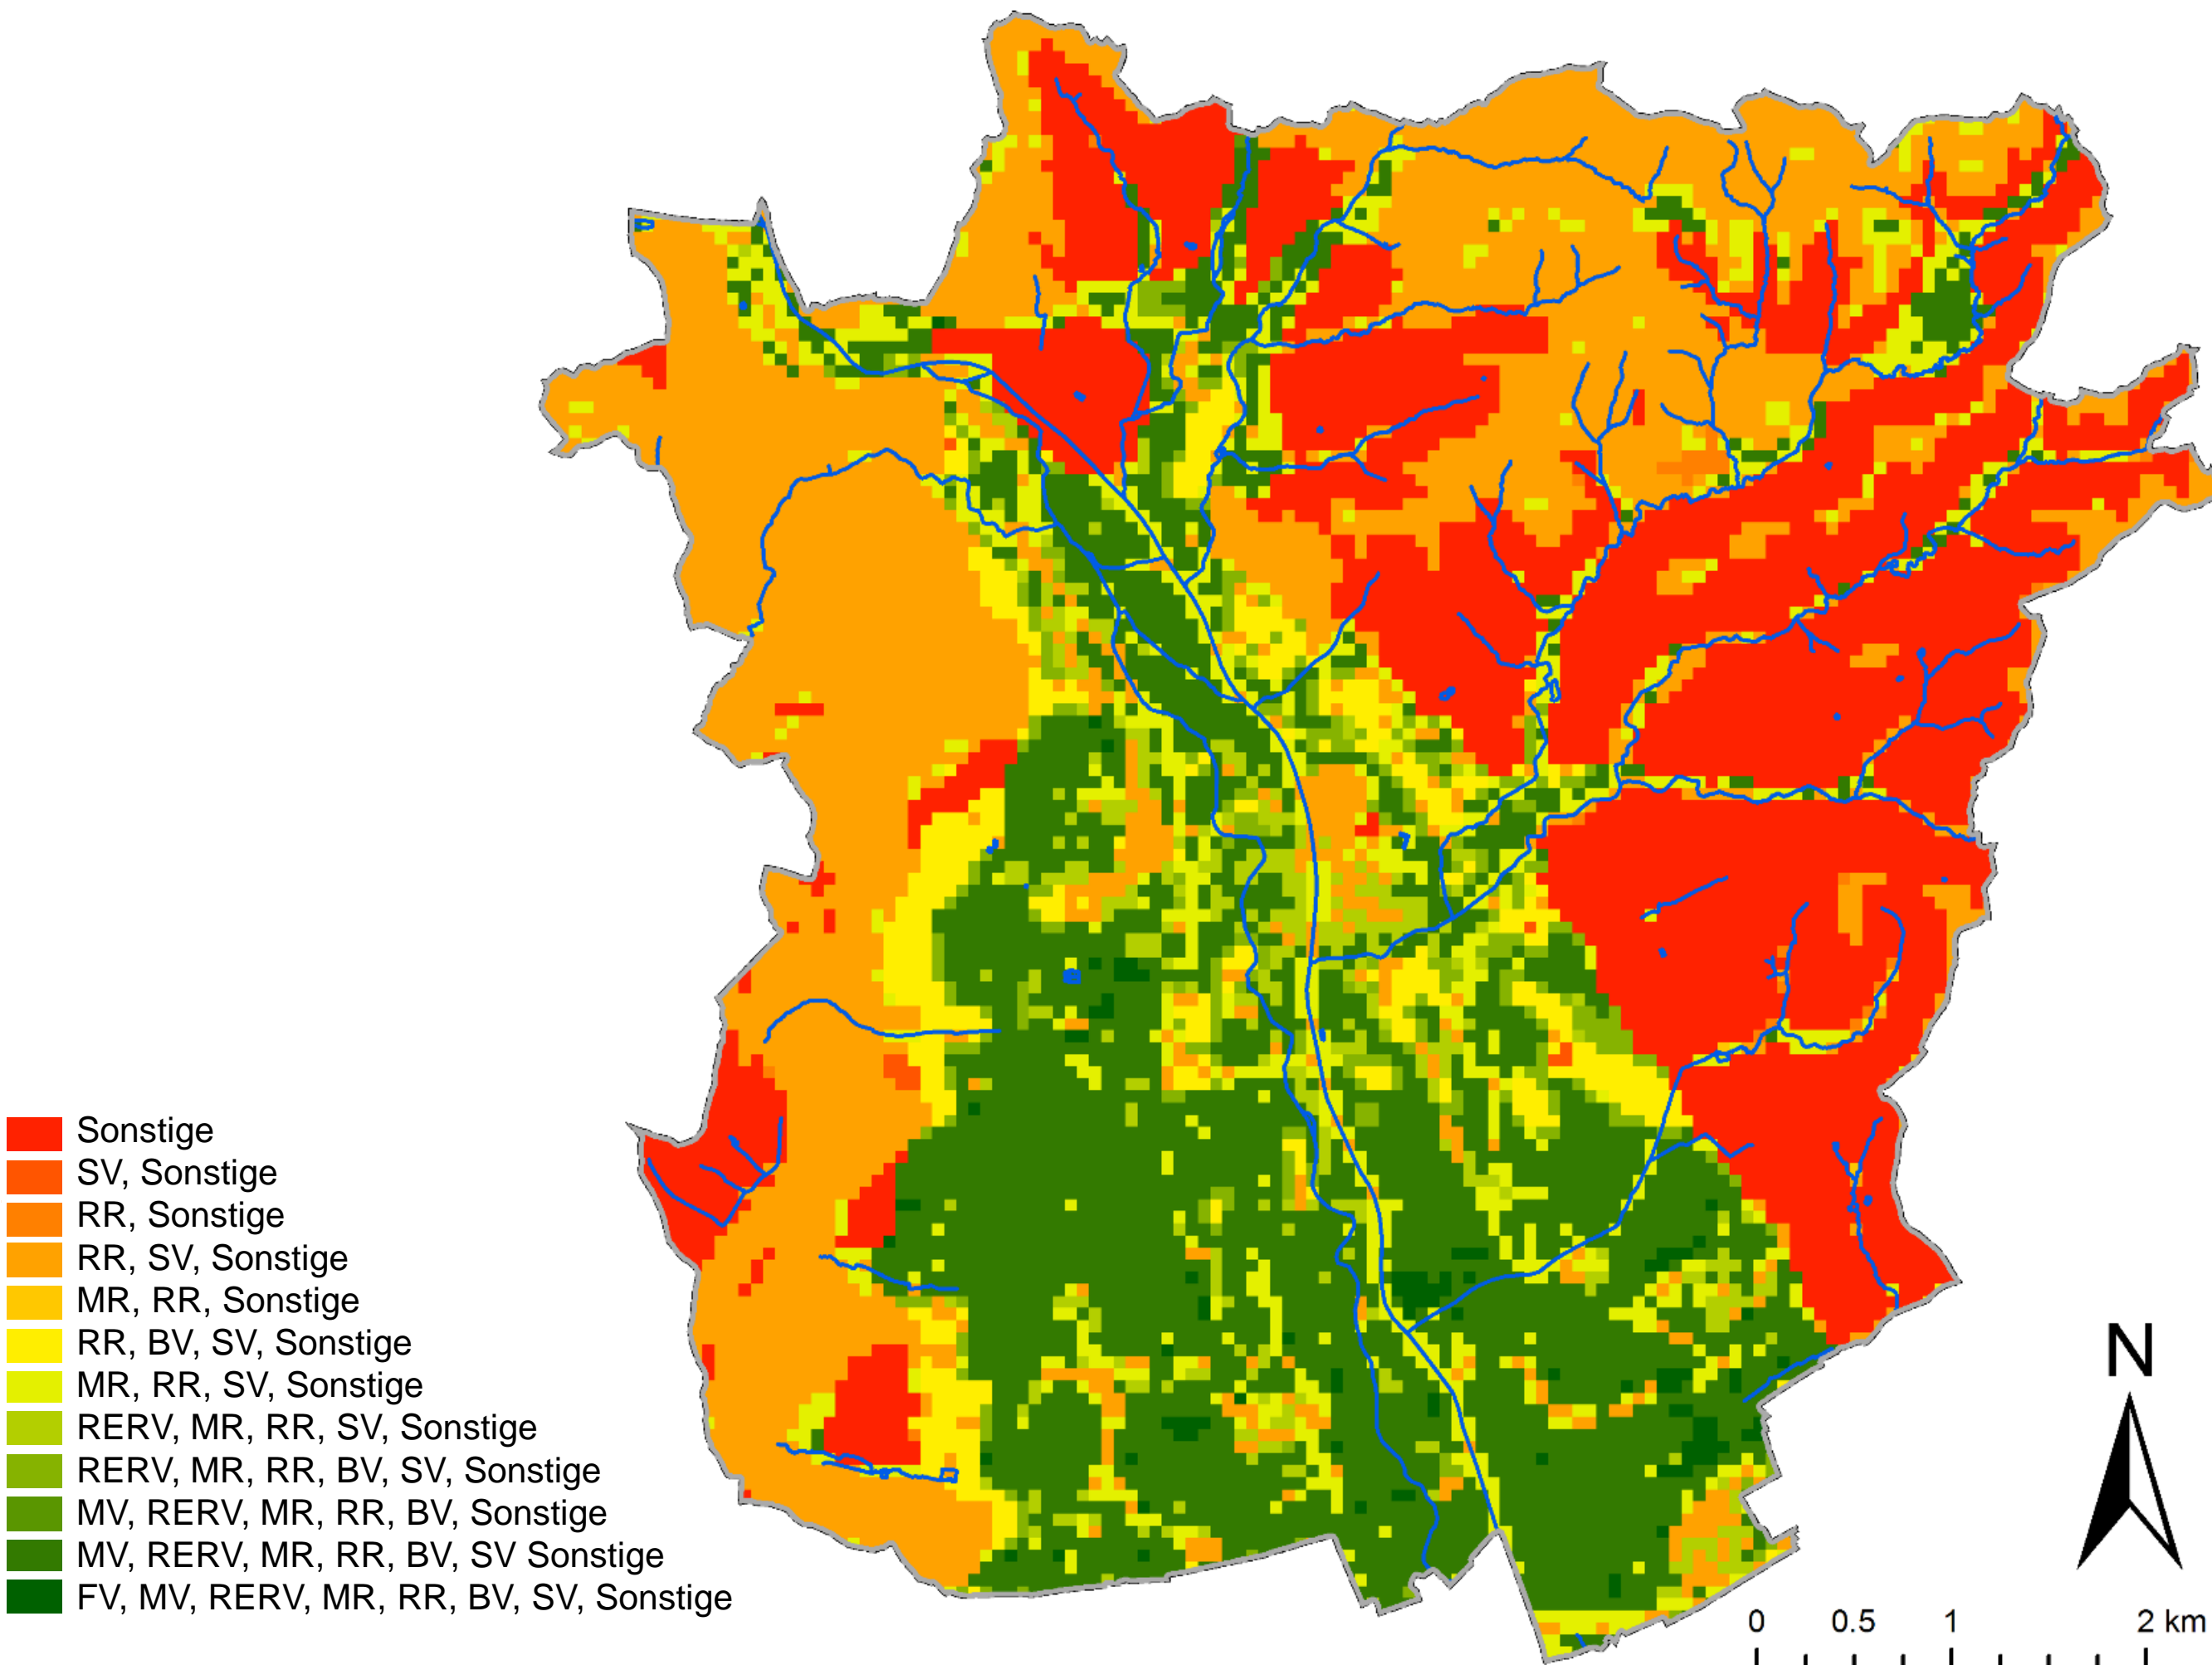 Sonstige
SV, Sonstige
RR, Sonstige
RR, SV, Sonstige
MR, RR, Sonstige
RR, BV, SV, Sonstige
MR, RR, SV, Sonstige
RERV, MR, RR, SV, Sonstige
RERV, MR, RR, BV, SV, Sonstige
MV, RERV, MR, RR, BV, Sonstige
MV, RERV, MR, RR, BV, SV Sonstige
FV, MV, RERV, MR, RR, BV, SV, Sonstige
N
0 0.5 1 2 km